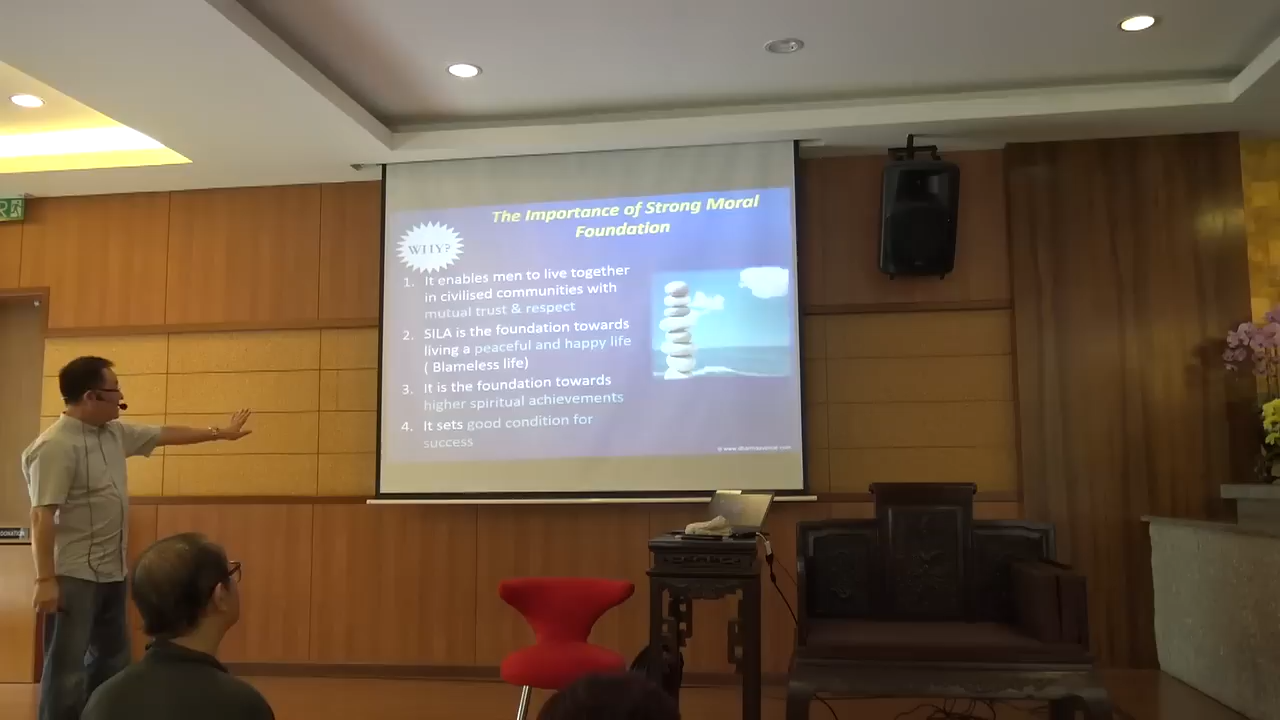 The Importance of Strong Moral
Foundation
WHY?
1. It enables men to live together
in civilised communities with
mutual trust & respect
2. SILA is the foundation towards
living a peaceful and happy life
( Blameless life)
3. It is the foundation towards
higher spiritual achievements
4. It sets good condition for
success
DONATION